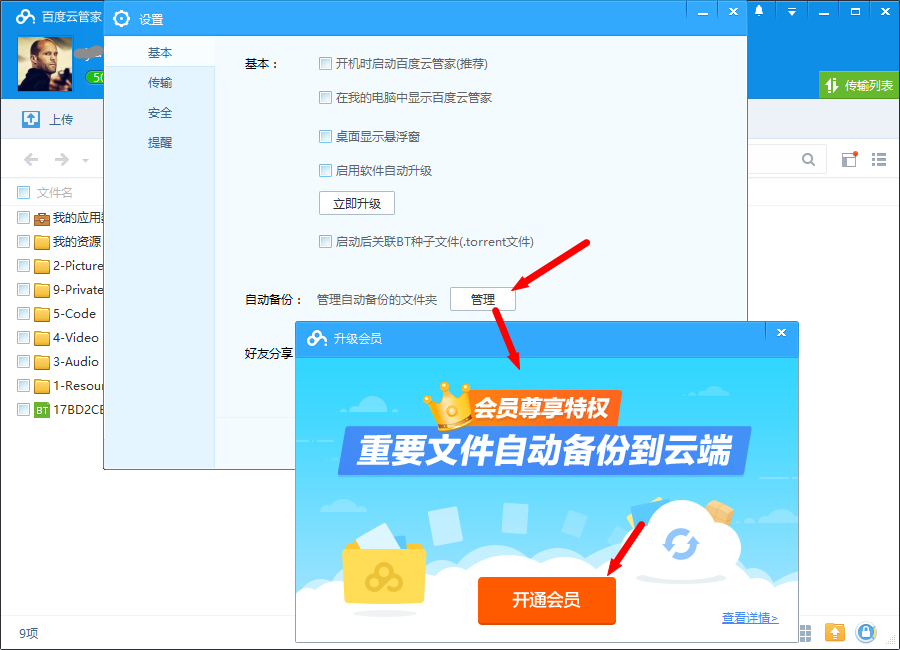 百度云管家
设置
50
传输列表
上传
文件名
我的应用
我的资源
2-Picture
9-Private
5-Code
4-Video
3-Audio
1-Resour
BT 17BD2CE
9项
基本
传输
安全
提醒
基本：
开机时启动百度云管家(推荐)
在我的电脑中显示百度云管家
桌面显示悬浮窗
启用软件自动升级
立即升级
启动后关联BT种子文件(.torrent文件)
自动备份： 管理自动备份的文件夹 管理
好友分享
升级会员
会员尊享特权
重要文件自动备份到云端
开通会员
查看详情>